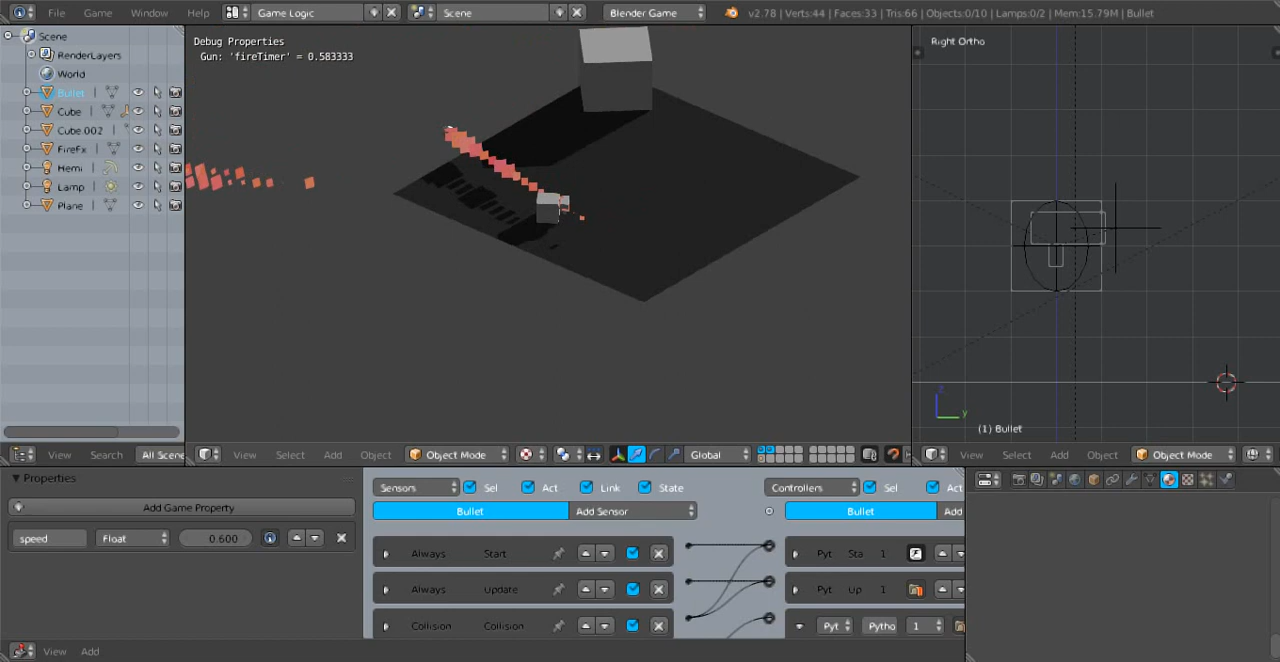 File Game Window Help Game Logic Scene Blender Game v2.78 | Verts:44 | Faces:33 | Tris:66 | Objects:0/10 | Lamps:0/2 | Mem:15.79M | Bullet
Scene
RenderLayers
World
Bullet
Cube
Cube.002
FireFx
Hemi
Lamp
Plane
View Search All Scene
Debug Properties
Gun: 'fireTimer' = 0.583333
View Select Add Object Object Mode Global
Right Ortho
z
y
(1) Bullet
View Select Add Object Object Mode
Properties
Add Game Property
speed Float 0.600
View Add
Sensors Sel Act Link State Controllers Sel Act
Bullet Add Sensor Bullet Add
Always Start Pyt Sta 1
Always Update Pyt Up 1
Collision Collision Pyt Pytho 1